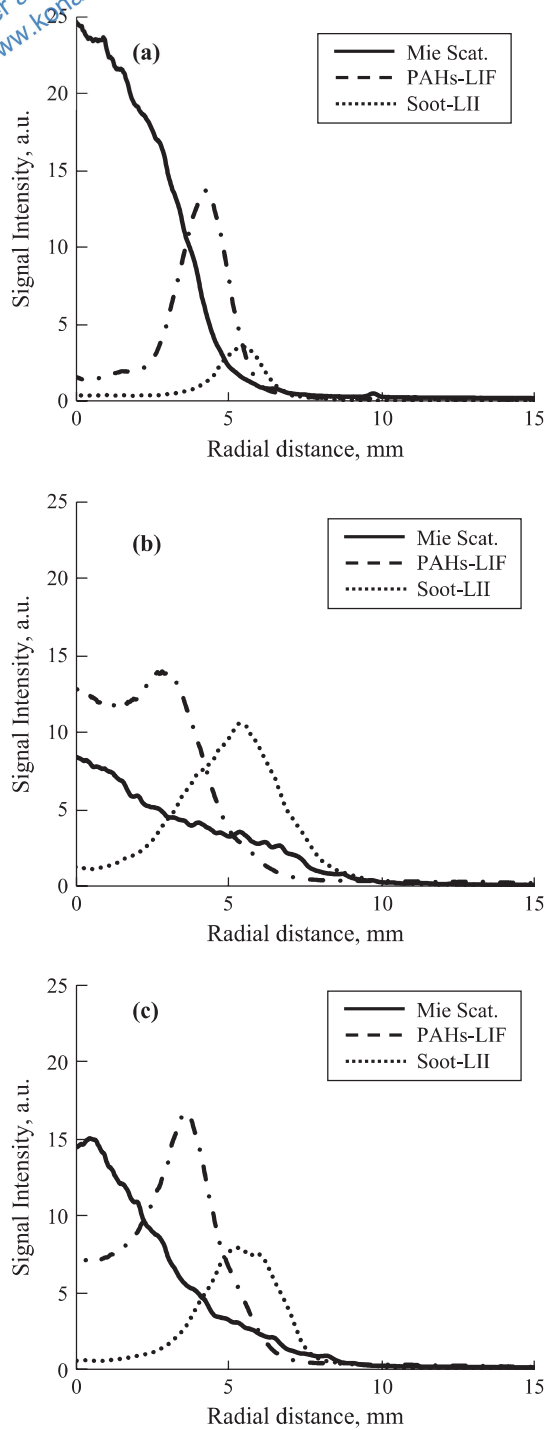 (a)
Mie Scat.
PAHs-LIF
Soot-LII
25
20
15
10
5
0
Signal Intensity, a.u.
0 5 10 15
Radial distance, mm
(b)
Mie Scat.
PAHs-LIF
Soot-LII
25
20
15
10
5
0
Signal Intensity, a.u.
0 5 10 15
Radial distance, mm
(c)
Mie Scat.
PAHs-LIF
Soot-LII
25
20
15
10
5
0
Signal Intensity, a.u.
0 5 10 15
Radial distance, mm